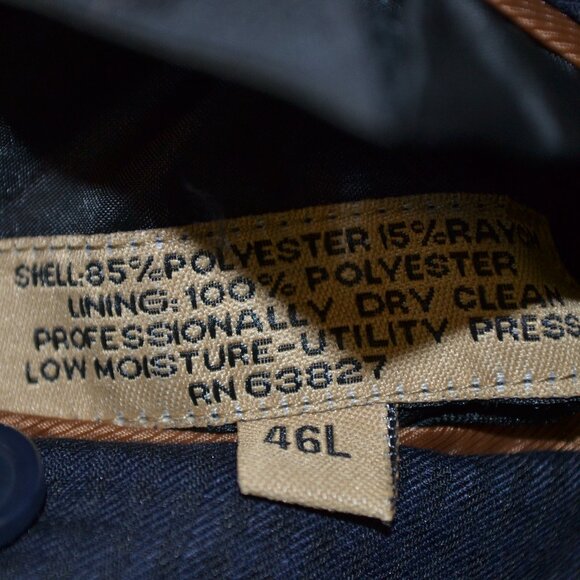 SHELL:85%POLYESTER 15%RAYON
LINING: 100% POLYESTER
PROFESSIONALLY DRY CLEAN
LOW MOISTURE-UTILITY PRESS
RN 63827
46L